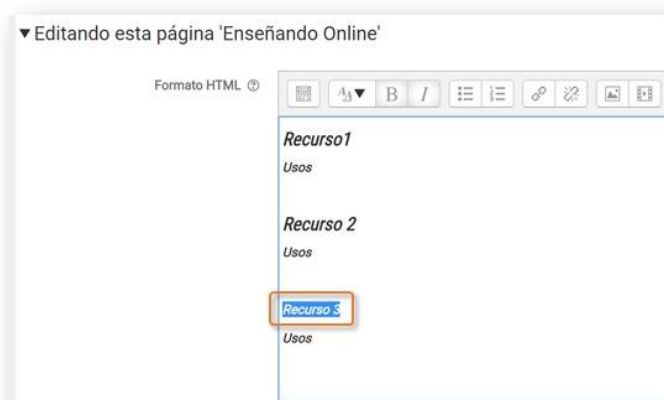 ▼ Editando esta página 'Enseñando Online'
Formato HTML
B I
Recurso1
Usos
Recurso 2
Usos
Recurso 3
Usos